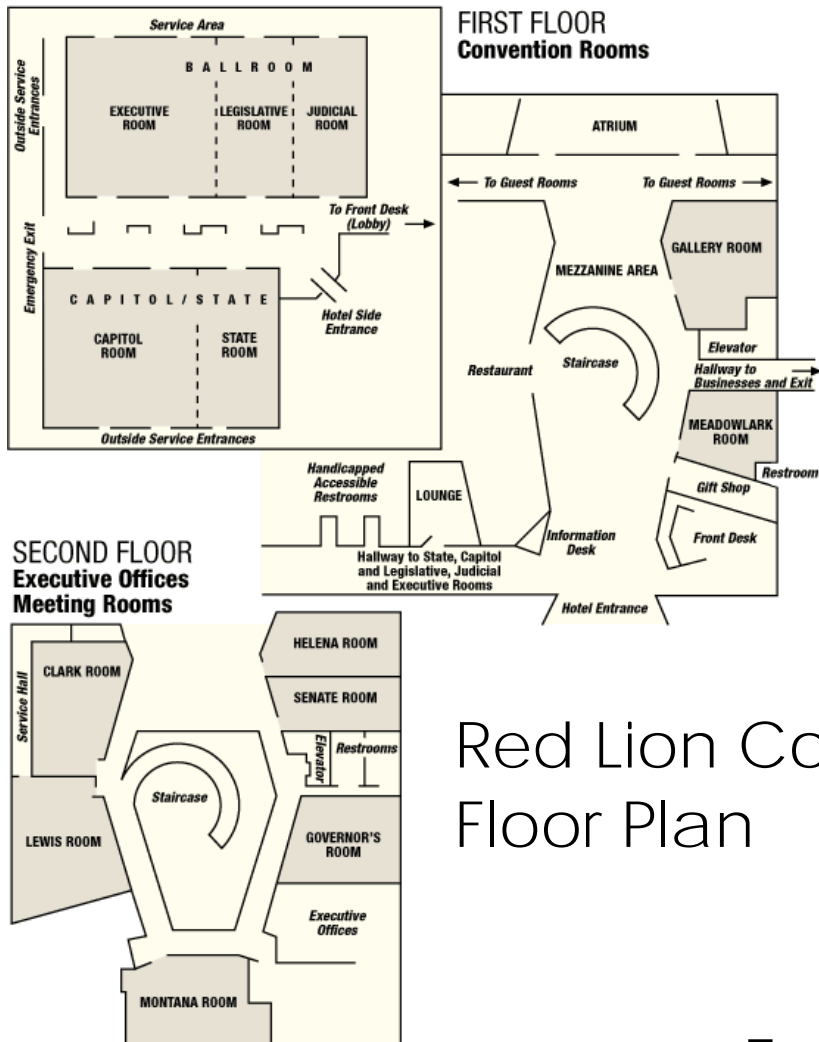 FIRST FLOOR
Convention Rooms
Service Area
Outside Service
Entrances
BALLROOM
EXECUTIVE
ROOM
LEGISLATIVE
ROOM
JUDICIAL
ROOM
To Front Desk
(Lobby)
Emergency Exit
CAPITOL/STATE
CAPITOL
ROOM
STATE
ROOM
Hotel Side
Entrance
Outside Service Entrances
ATRIUM
To Guest Rooms
To Guest Rooms
GALLERY ROOM
MEZZANINE AREA
Elevator
Restaurant
Staircase
Hallway to
Businesses and Exit
MEADOWLARK
ROOM
Restroom
Gift Shop
Handicapped
Accessible
Restrooms
LOUNGE
Information
Desk
Front Desk
Hallway to State, Capitol
and Legislative, Judicial
and Executive Rooms
Hotel Entrance
SECOND FLOOR
Executive Offices
Meeting Rooms
HELENA ROOM
CLARK ROOM
Service Hall
SENATE ROOM
Elevator
Restrooms
Staircase
LEWIS ROOM
GOVERNOR'S
ROOM
Executive
Offices
MONTANA ROOM
Red Lion Co
Floor Plan